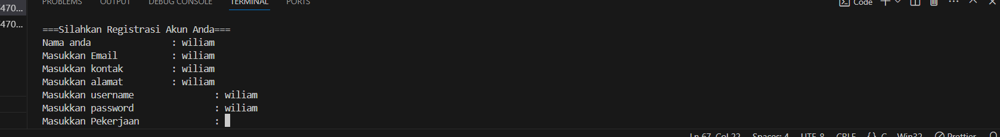 PROBLEMS OUTPUT DEBUG CONSOLE TERMINAL PORTS
Code
470...
470...
===Silahkan Registrasi Akun Anda===
Nama anda : wiliam
Masukkan Email : wiliam
Masukkan kontak : wiliam
Masukkan alamat : wiliam
Masukkan username : wiliam
Masukkan password : wiliam
Masukkan Pekerjaan :
Ln 67, Col 22 Spaces: 4 UTF-8 CRLF {} C Win32 Prettier